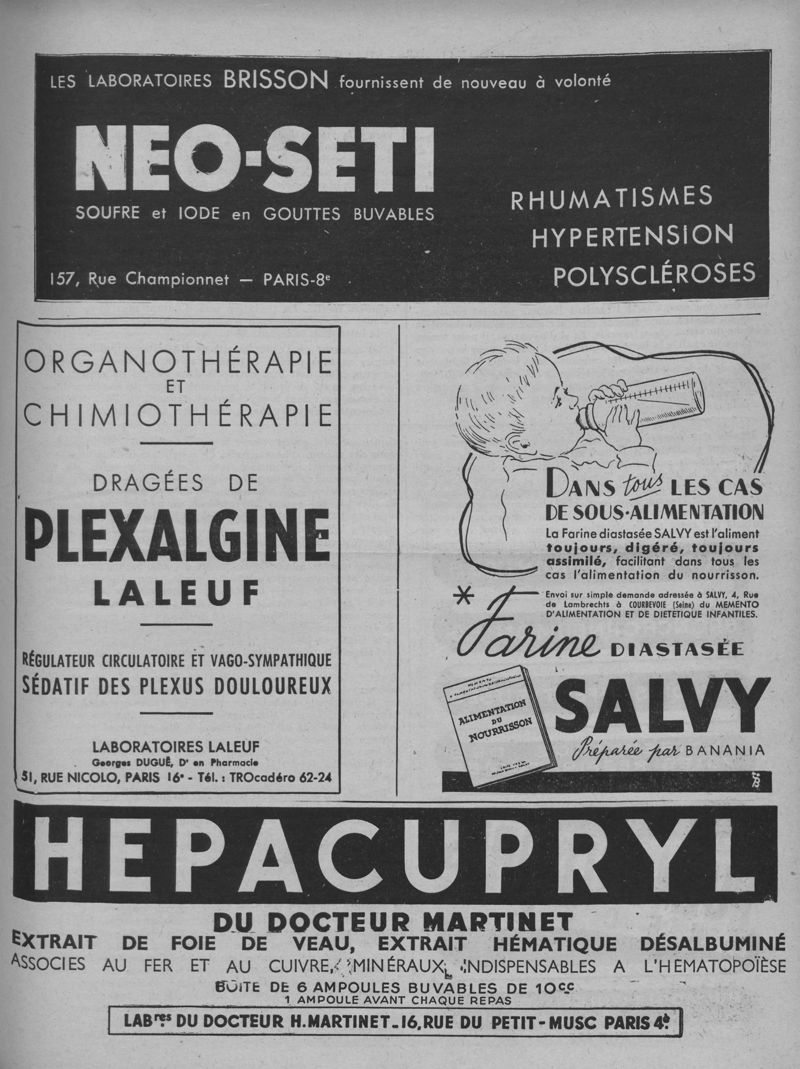 LES LABORATOIRES BRISSON fournissent de nouveau à volonté
NEO-SETI
SOUFRE et IODE en GOUTTES BUVABLES
RHUMATISMES
HYPERTENSION
POLYSCLÉROSES
157, Rue Championnet — PARIS-8e
ORGANOTHÉRAPIE
ET
CHIMIOTHÉRAPIE
DRAGÉES DE
PLEXALGINE
LALEUF
RÉGULATEUR CIRCULATOIRE ET VAGO-SYMPATHIQUE
SÉDATIF DES PLEXUS DOULOUREUX
LABORATOIRES LALEUF
Georges DUGUÉ, Dr en Pharmacie
51, RUE NICOLO, PARIS 16e - Tél. : TROcadéro 62-24
DANS tous LES CAS
DE SOUS-ALIMENTATION
La Farine diastasée SALVY est l'aliment
toujours, digéré, toujours
assimilé, facilitant dans tous les
cas l'alimentation du nourrisson.
* Envoi sur simple demande adressée à SALVY, 4, Rue
de Lambrechts à COURBEVOIE (Seine) du MEMENTO
D'ALIMENTATION ET DE DIETETIQUE INFANTILES.
Farine DIASTASÉE
SALVY
Préparée par BANANIA
ALIMENTATION
DU
NOURRISSON
HEPACUPRYL
DU DOCTEUR MARTINET
EXTRAIT DE FOIE DE VEAU, EXTRAIT HÉMATIQUE DÉSALBUMINÉ
ASSOCIES AU FER ET AU CUIVRE, MINÉRAUX INDISPENSABLES A L'HEMATOPOÏÈSE
BOITE DE 6 AMPOULES BUVABLES DE 10c.c
1 AMPOULE AVANT CHAQUE REPAS
LABres DU DOCTEUR H. MARTINET_16, RUE DU PETIT-MUSC PARIS 4e